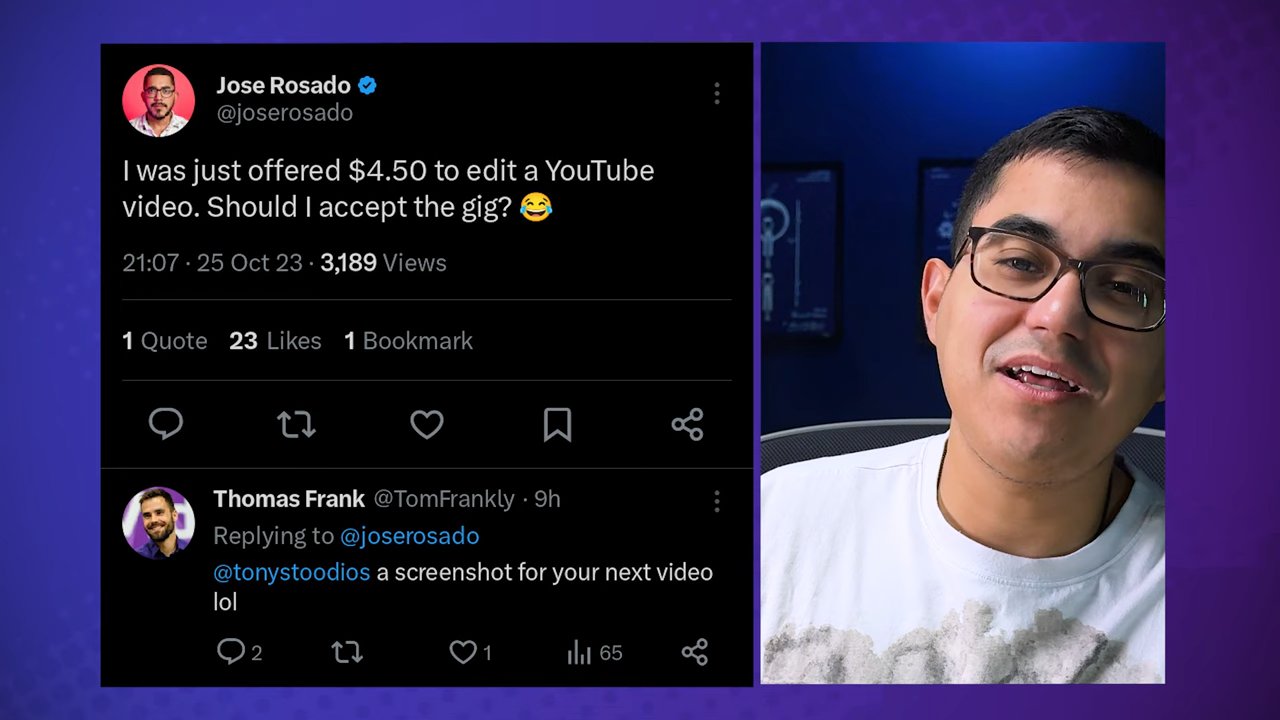 Jose Rosado
@joserosado
I was just offered $4.50 to edit a YouTube
video. Should I accept the gig? 😂
21:07 · 25 Oct 23 · 3,189 Views
1 Quote 23 Likes 1 Bookmark
Thomas Frank @TomFrankly · 9h
Replying to @joserosado
@tonystoodios a screenshot for your next video
lol
2 1 65